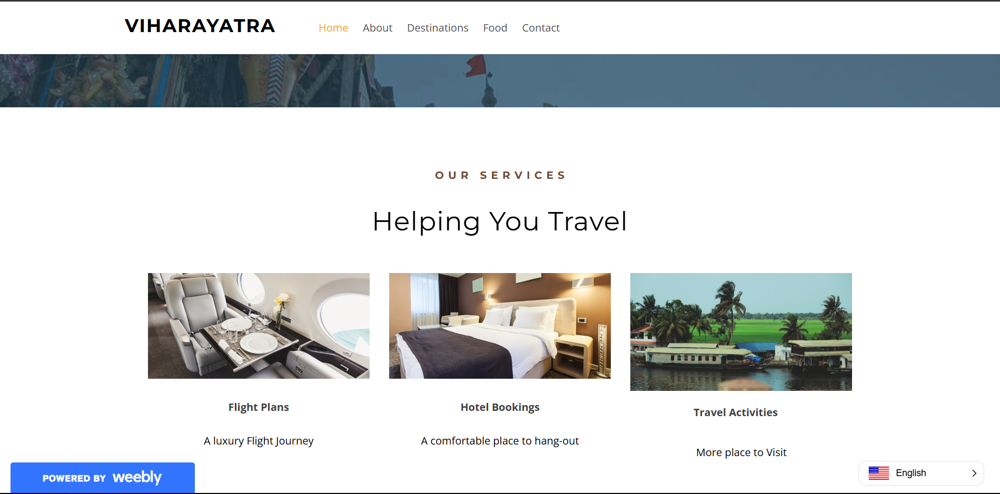 VIHARAYATRA
Home About Destinations Food Contact
OUR SERVICES
Helping You Travel
Flight Plans
A luxury Flight Journey
Hotel Bookings
A comfortable place to hang-out
Travel Activities
More place to Visit
POWERED BY weebly
English